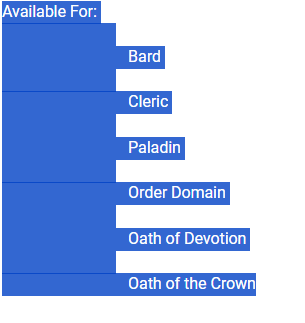 Available For:
Bard
Cleric
Paladin
Order Domain
Oath of Devotion
Oath of the Crown